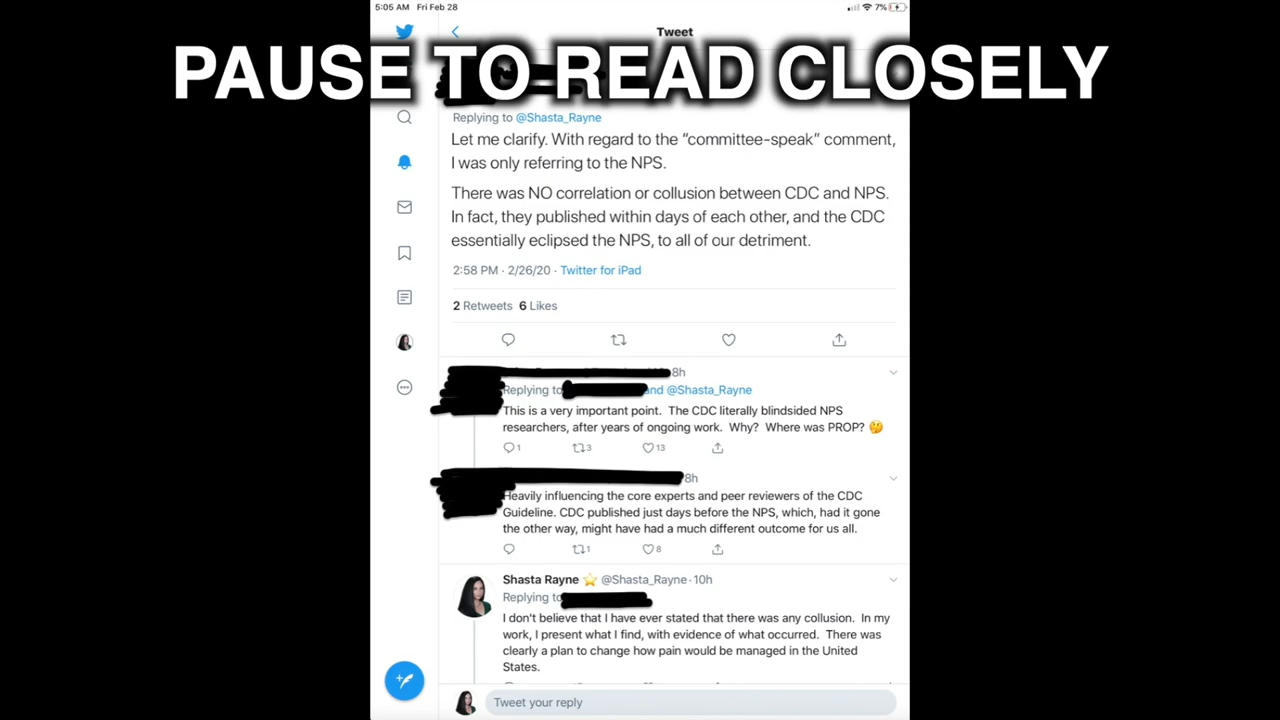 5:05 AM Fri Feb 28
7%
Tweet
PAUSE TO READ CLOSELY
Replying to @Shasta_Rayne
Let me clarify. With regard to the “committee-speak” comment,
I was only referring to the NPS.
There was NO correlation or collusion between CDC and NPS.
In fact, they published within days of each other, and the CDC
essentially eclipsed the NPS, to all of our detriment.
2:58 PM · 2/26/20 · Twitter for iPad
2 Retweets 6 Likes
8h
Replying to and @Shasta_Rayne
This is a very important point. The CDC literally blindsided NPS
researchers, after years of ongoing work. Why? Where was PROP? 🤔
1 3 13
8h
Heavily influencing the core experts and peer reviewers of the CDC
Guideline. CDC published just days before the NPS, which, had it gone
the other way, might have had a much different outcome for us all.
1 8
Shasta Rayne ⭐ @Shasta_Rayne · 10h
Replying to
I don't believe that I have ever stated that there was any collusion. In my
work, I present what I find, with evidence of what occurred. There was
clearly a plan to change how pain would be managed in the United
States.
Tweet your reply